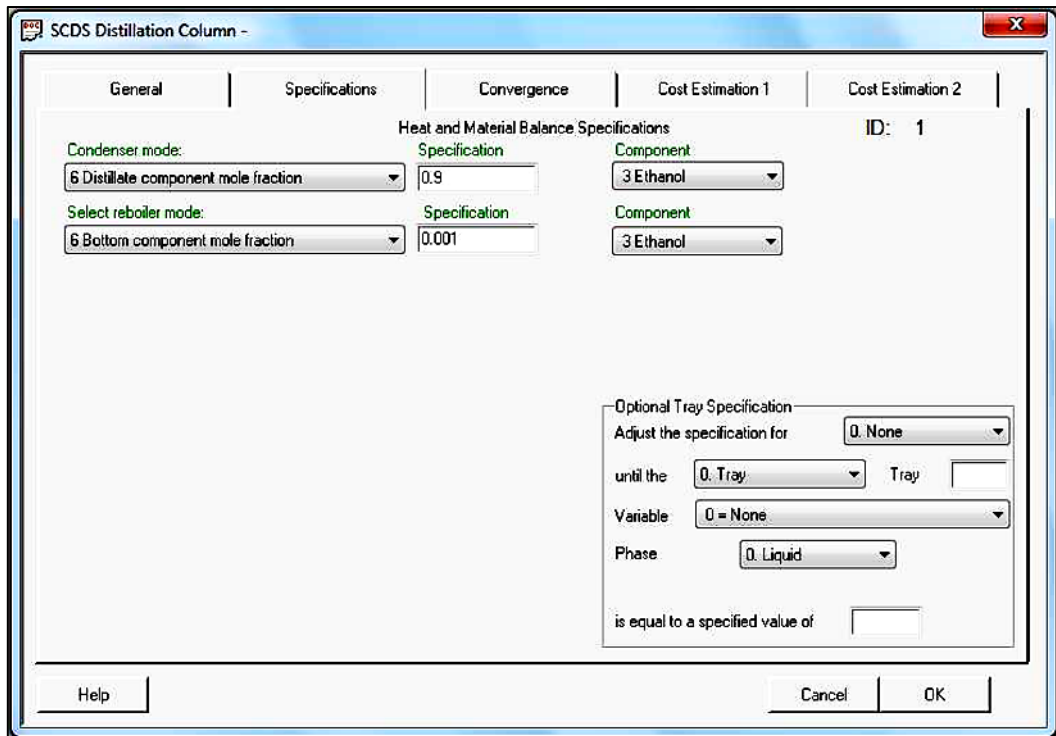 SCDS Distillation Column -
X
General Specifications Convergence Cost Estimation 1 Cost Estimation 2
Heat and Material Balance Specifications ID: 1
Condenser mode: Specification Component
6 Distillate component mole fraction 0.9 3 Ethanol
Select reboiler mode: Specification Component
6 Bottom component mole fraction 0.001 3 Ethanol
Optional Tray Specification
Adjust the specification for 0. None
until the 0. Tray Tray
Variable 0 = None
Phase 0. Liquid
is equal to a specified value of
Help Cancel OK